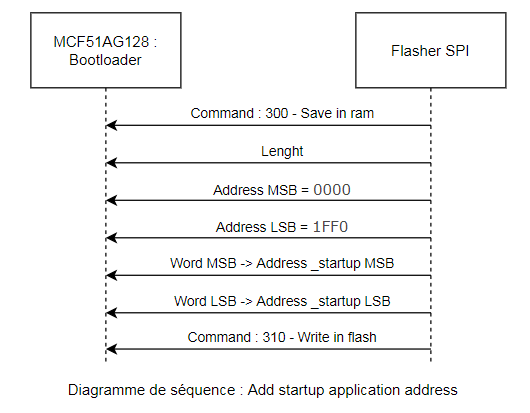 MCF51AG128 :
Bootloader
Flasher SPI
Command : 300 - Save in ram
Lenght
Address MSB = 0000
Address LSB = 1FF0
Word MSB -> Address _startup MSB
Word LSB -> Address _startup LSB
Command : 310 - Write in flash
Diagramme de séquence : Add startup application address